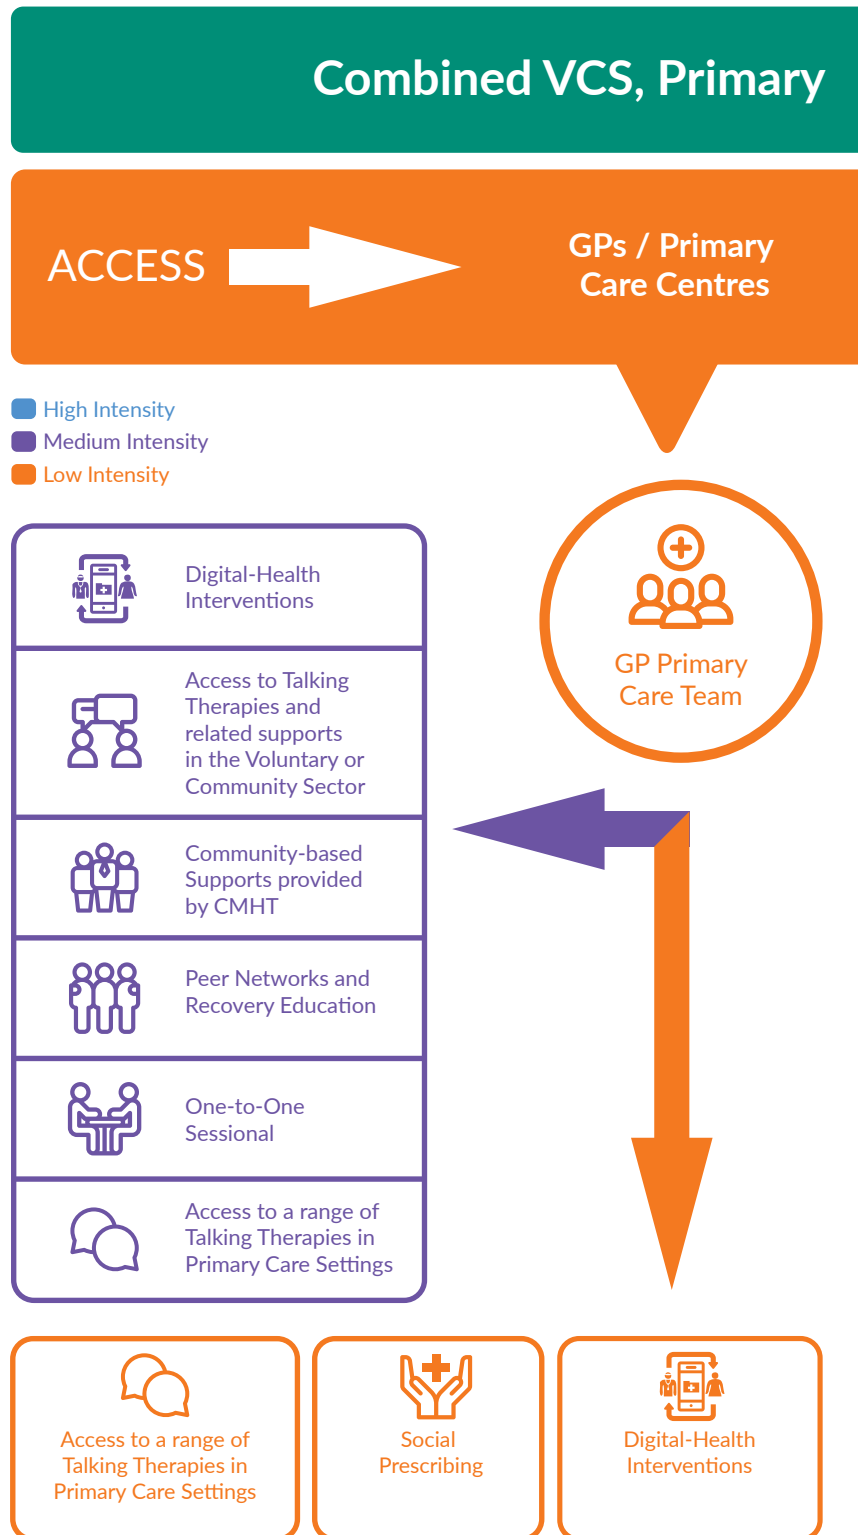 Combined VCS, Primary
ACCESS
GPs / Primary
Care Centres
High Intensity
Medium Intensity
Low Intensity
GP Primary
Care Team
Digital-Health
Interventions
Access to Talking
Therapies and
related supports
in the Voluntary or
Community Sector
Community-based
Supports provided
by CMHT
Peer Networks and
Recovery Education
One-to-One
Sessional
Access to a range of
Talking Therapies in
Primary Care Settings
Access to a range of
Talking Therapies in
Primary Care Settings
Social
Prescribing
Digital-Health
Interventions